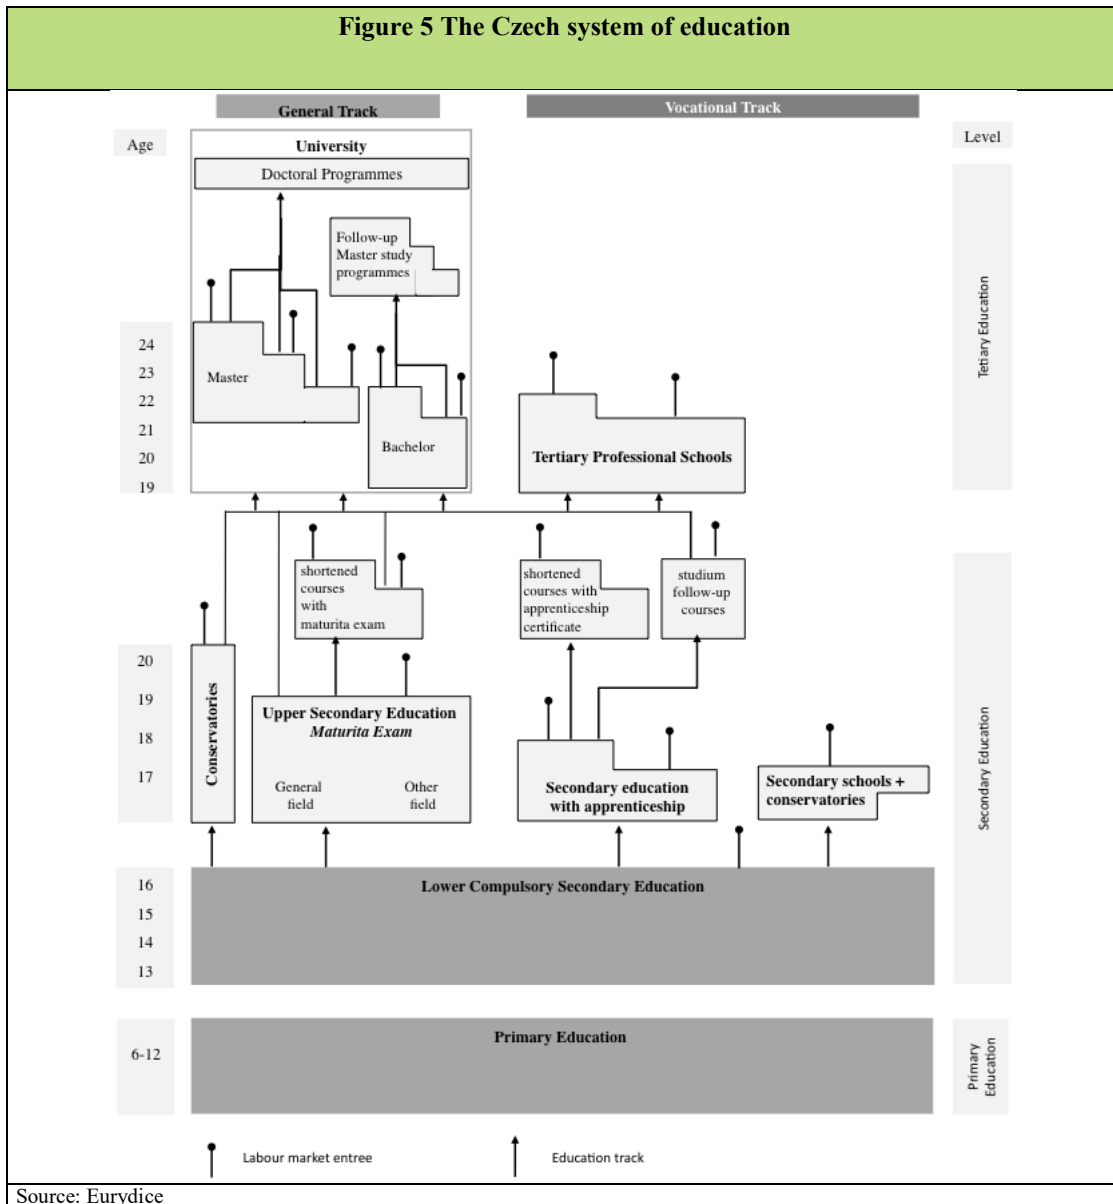 Figure 5 The Czech system of education
General Track
Vocational Track
Age
Level
University
Doctoral Programmes
Follow-up
Master study
programmes
24
23
22
21
20
19
Master
Bachelor
Tertiary Professional Schools
Tetiary Education
shortened
courses
with
maturita exam
shortened
courses with
apprenticeship
certificate
studium
follow-up
courses
20
19
18
17
Conservatories
Upper Secondary Education
Maturita Exam
General
field
Other
field
Secondary education
with apprenticeship
Secondary schools +
conservatories
Secondary Education
16
15
14
13
Lower Compulsory Secondary Education
6-12
Primary Education
Primary
Education
Labour market entree
Education track
Source: Eurydice